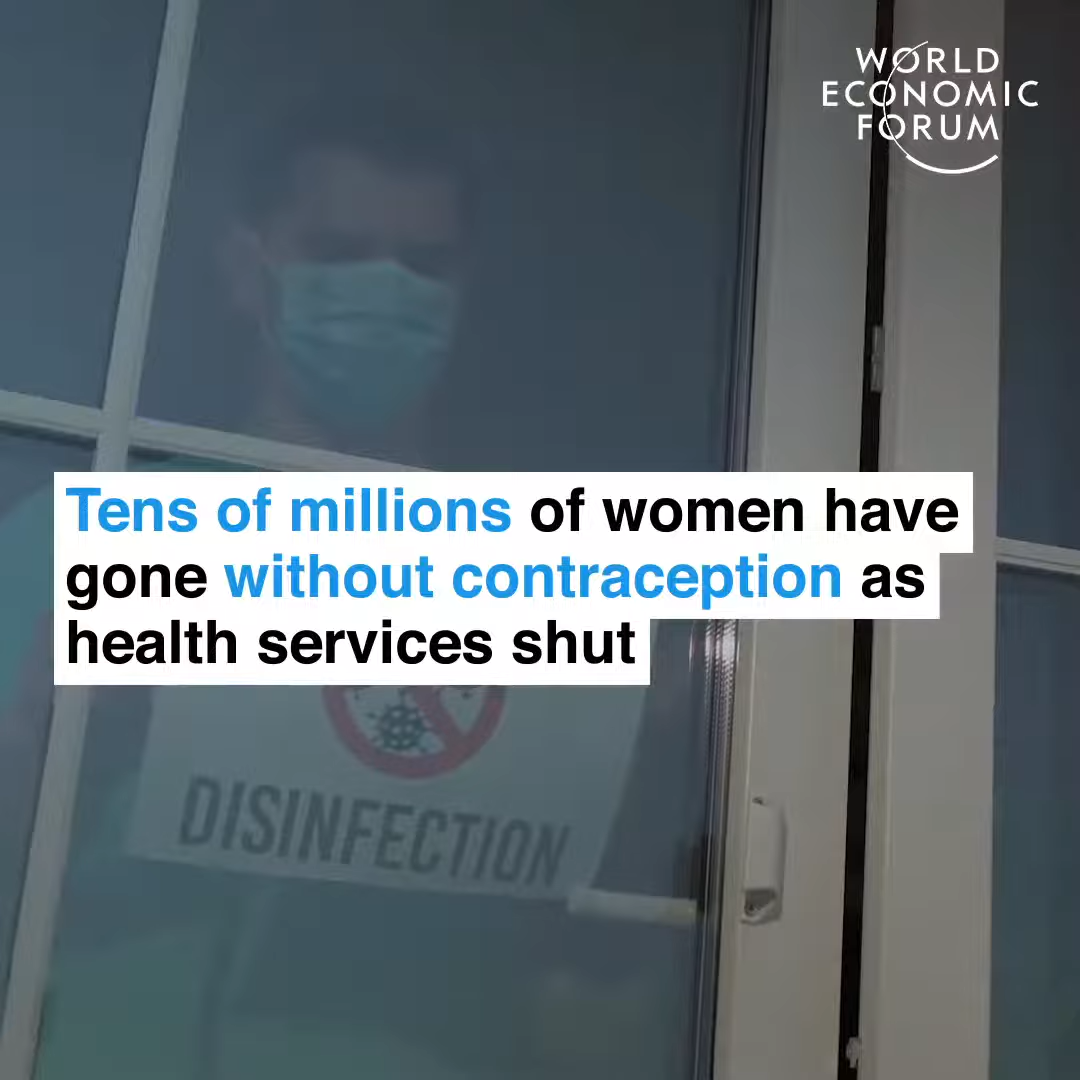 WORLD
ECONOMIC
FORUM
Tens of millions of women have
gone without contraception as
health services shut
DISINFECTION